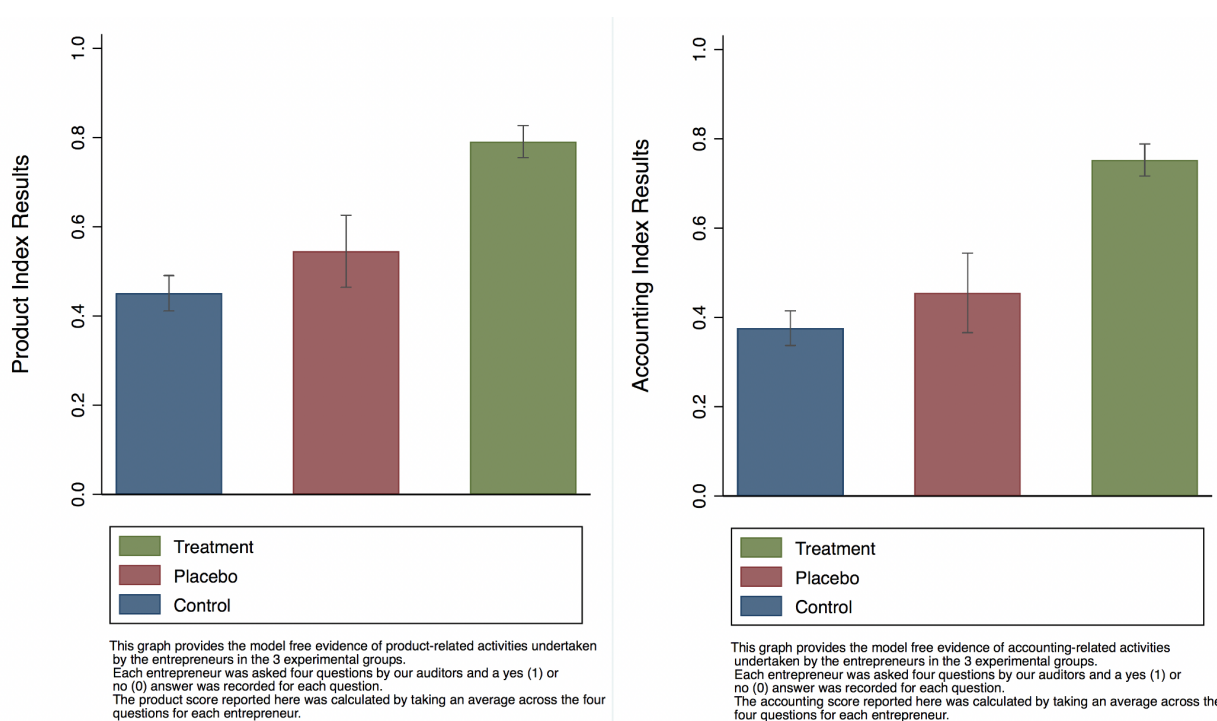 Product Index Results
1.0
0.8
0.6
0.4
0.2
0.0
Treatment
Placebo
Control
This graph provides the model free evidence of product-related activities undertaken
by the entrepreneurs in the 3 experimental groups.
Each entrepreneur was asked four questions by our auditors and a yes (1) or
no (0) answer was recorded for each question.
The product score reported here was calculated by taking an average across the four
questions for each entrepreneur.
Accounting Index Results
1.0
0.8
0.6
0.4
0.2
0.0
Treatment
Placebo
Control
This graph provides the model free evidence of accounting-related activities
undertaken by the entrepreneurs in the 3 experimental groups.
Each entrepreneur was asked four questions by our auditors and a yes (1) or
no (0) answer was recorded for each question.
The accounting score reported here was calculated by taking an average across the
four questions for each entrepreneur.